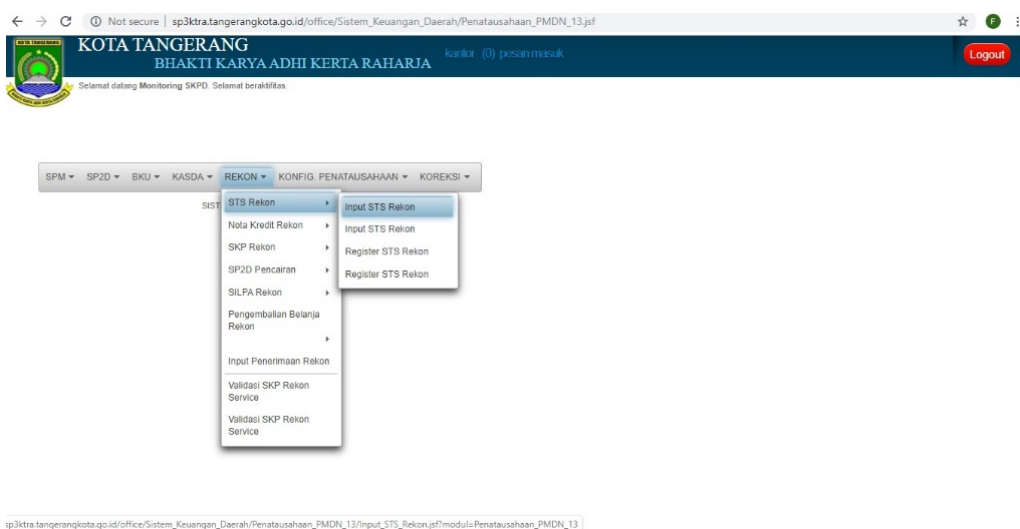 Not secure | sp3ktra.tangerangkota.go.id/office/Sistem_Keuangan_Daerah/Penatausahaan_PMDN_13.jsf
F
KOTA TANGERANG
KOTA TANGERANG
BHAKTI KARYA ADHI KERTA RAHARJA
kantor (0) pesan masuk
Logout
Selamat datang Monitoring SKPD. Selamat beraktifitas.
SPM SP2D BKU KASDA REKON KONFIG. PENATAUSAHAAN KOREKSI
SIST
STS Rekon
Nota Kredit Rekon
SKP Rekon
SP2D Pencairan
SILPA Rekon
Pengembalian Belanja
Rekon
Input Penerimaan Rekon
Validasi SKP Rekon
Service
Validasi SKP Rekon
Service
Input STS Rekon
Input STS Rekon
Register STS Rekon
Register STS Rekon
sp3ktra.tangerangkota.go.id/office/Sistem_Keuangan_Daerah/Penatausahaan_PMDN_13/Input_STS_Rekon.jsf?modul=Penatausahaan_PMDN_13